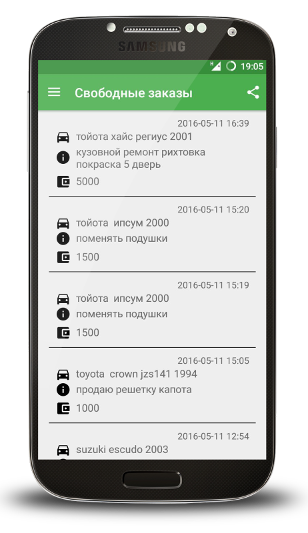 SAMSUNG
19:05
Свободные заказы
2016-05-11 16:39
тойота хайс региус 2001
кузовной ремонт рихтовка
покраска 5 дверь
5000
2016-05-11 15:20
тойота ипсум 2000
поменять подушки
1500
2016-05-11 15:19
тойота ипсум 2000
поменять подушки
1500
2016-05-11 15:05
toyota crown jzs141 1994
продаю решетку капота
1000
2016-05-11 12:54
suzuki escudo 2003